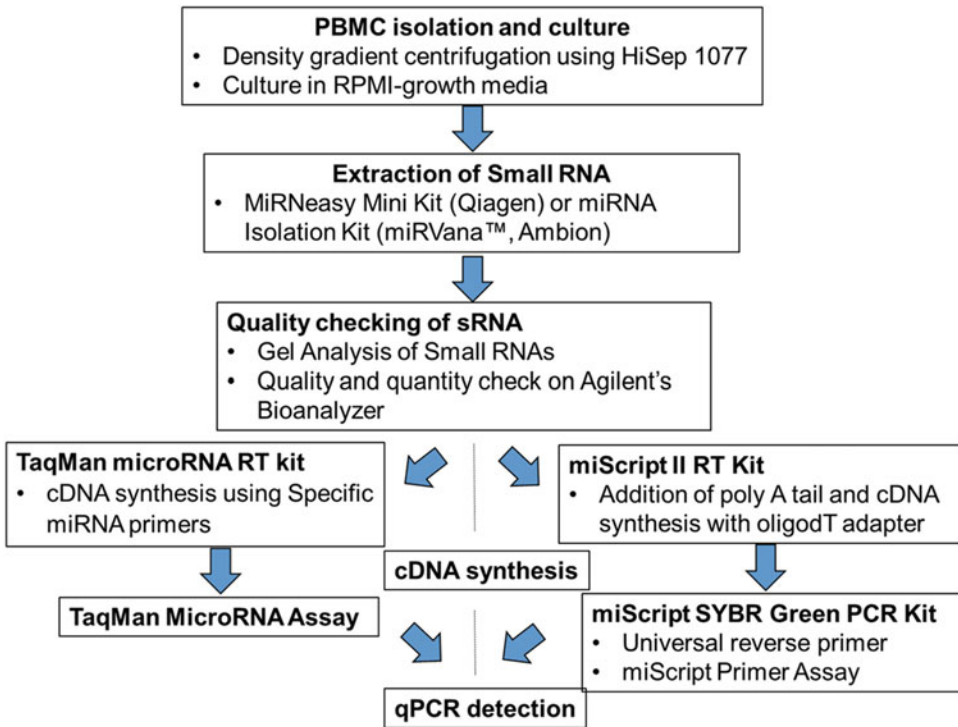 PBMC isolation and culture
• Density gradient centrifugation using HiSep 1077
• Culture in RPMI-growth media
Extraction of Small RNA
• MiRNeasy Mini Kit (Qiagen) or miRNA
Isolation Kit (miRVana™, Ambion)
Quality checking of sRNA
• Gel Analysis of Small RNAs
• Quality and quantity check on Agilent's
Bioanalyzer
TaqMan microRNA RT kit
• cDNA synthesis using Specific
miRNA primers
miScript II RT Kit
• Addition of poly A tail and cDNA
synthesis with oligodT adapter
cDNA synthesis
TaqMan MicroRNA Assay
miScript SYBR Green PCR Kit
• Universal reverse primer
• miScript Primer Assay
qPCR detection